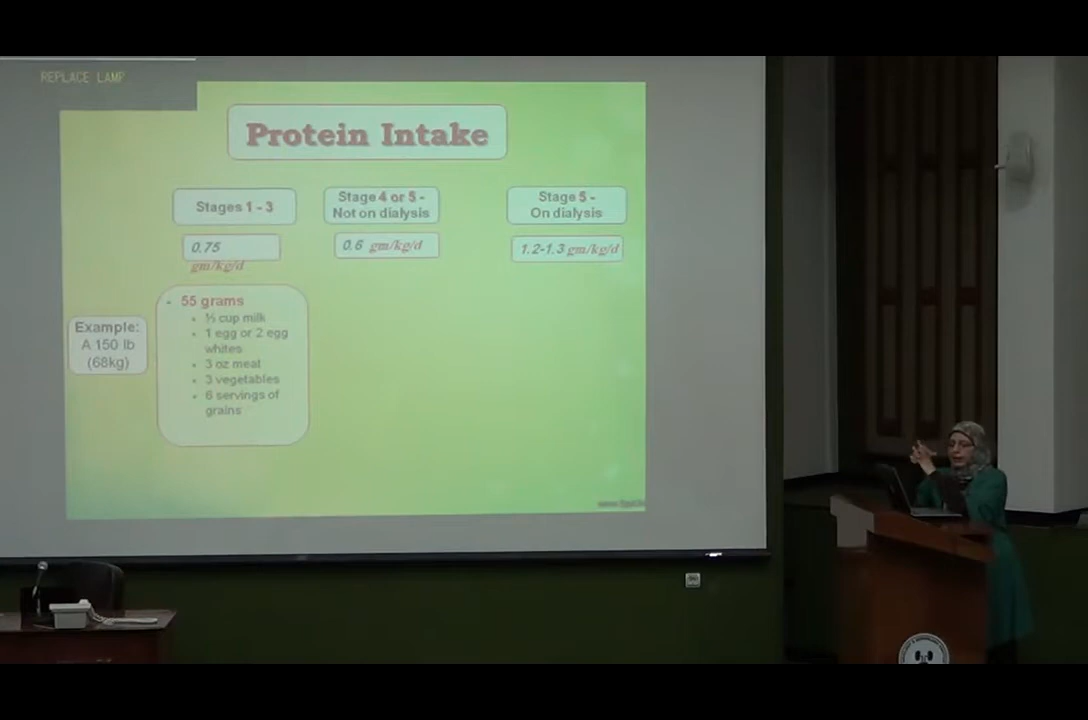 REPLACE LAMP
Protein Intake
Stages 1 - 3
Stage 4 or 5 -
Not on dialysis
Stage 5 -
On dialysis
0.75
gm/kg/d
0.6 gm/kg/d
1.2-1.3 gm/kg/d
Example:
A 150 lb
(68kg)
- 55 grams
• ½ cup milk
• 1 egg or 2 egg
whites
• 3 oz meal
• 3 vegetables
• 6 servings of
grains